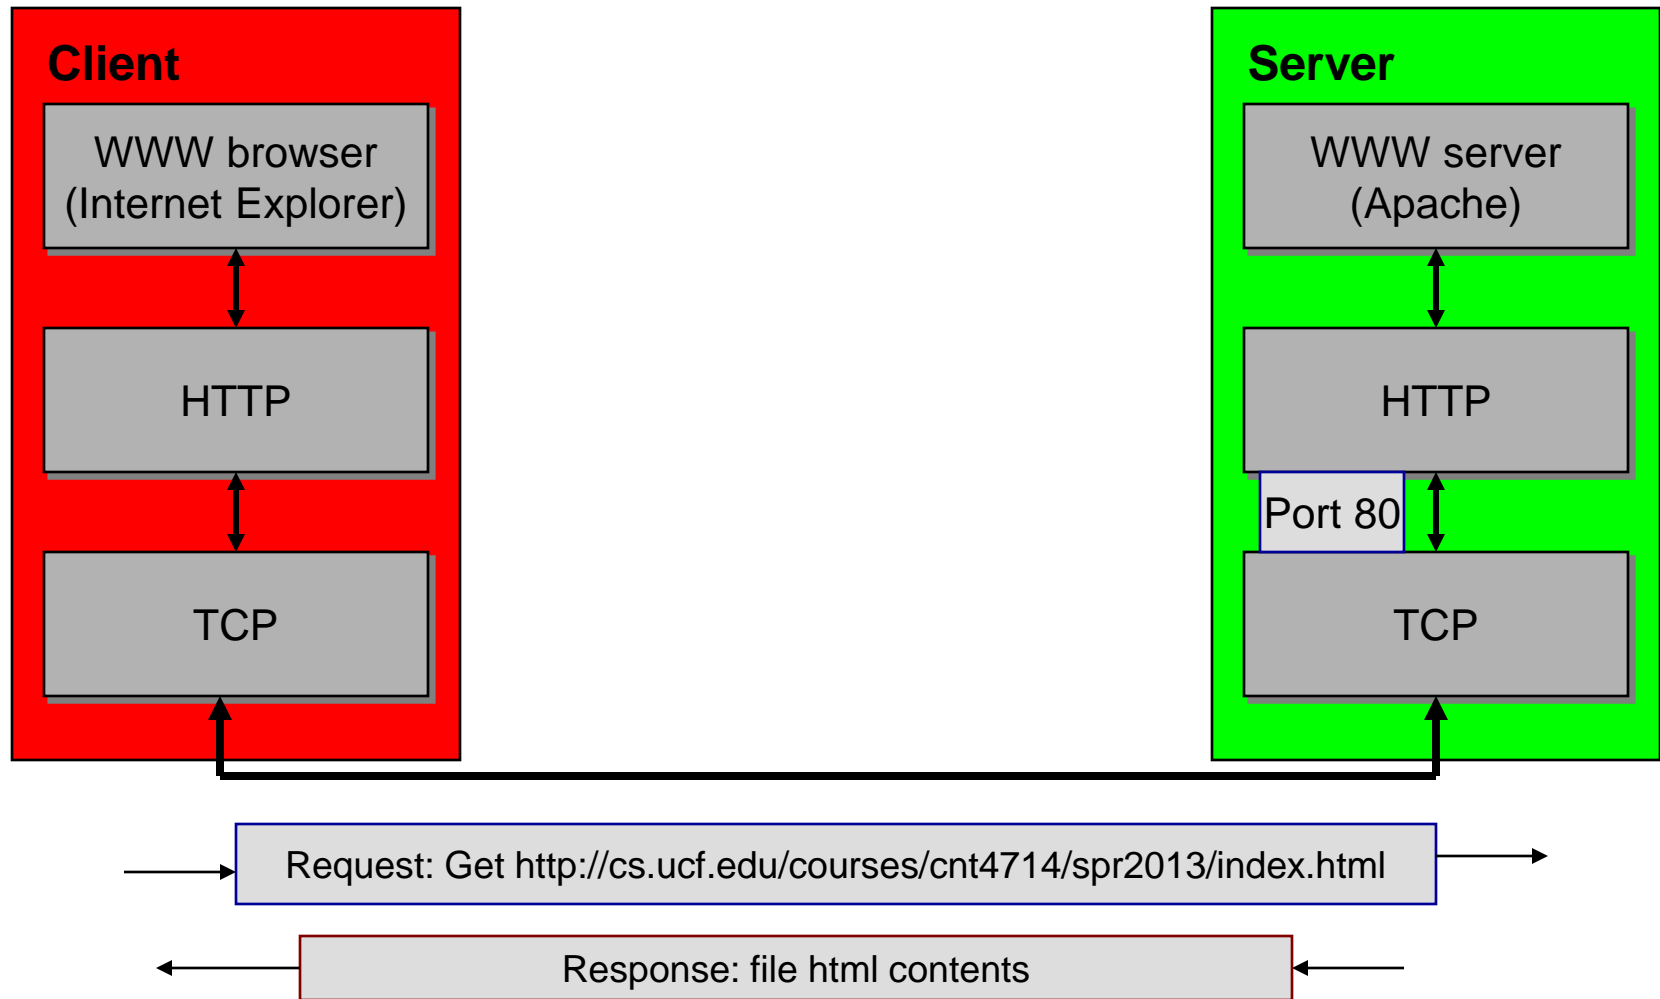 Client
WWW browser
(Internet Explorer)
HTTP
TCP
Server
WWW server
(Apache)
HTTP
Port 80
TCP
Request: Get http://cs.ucf.edu/courses/cnt4714/spr2013/index.html
Response: file html contents